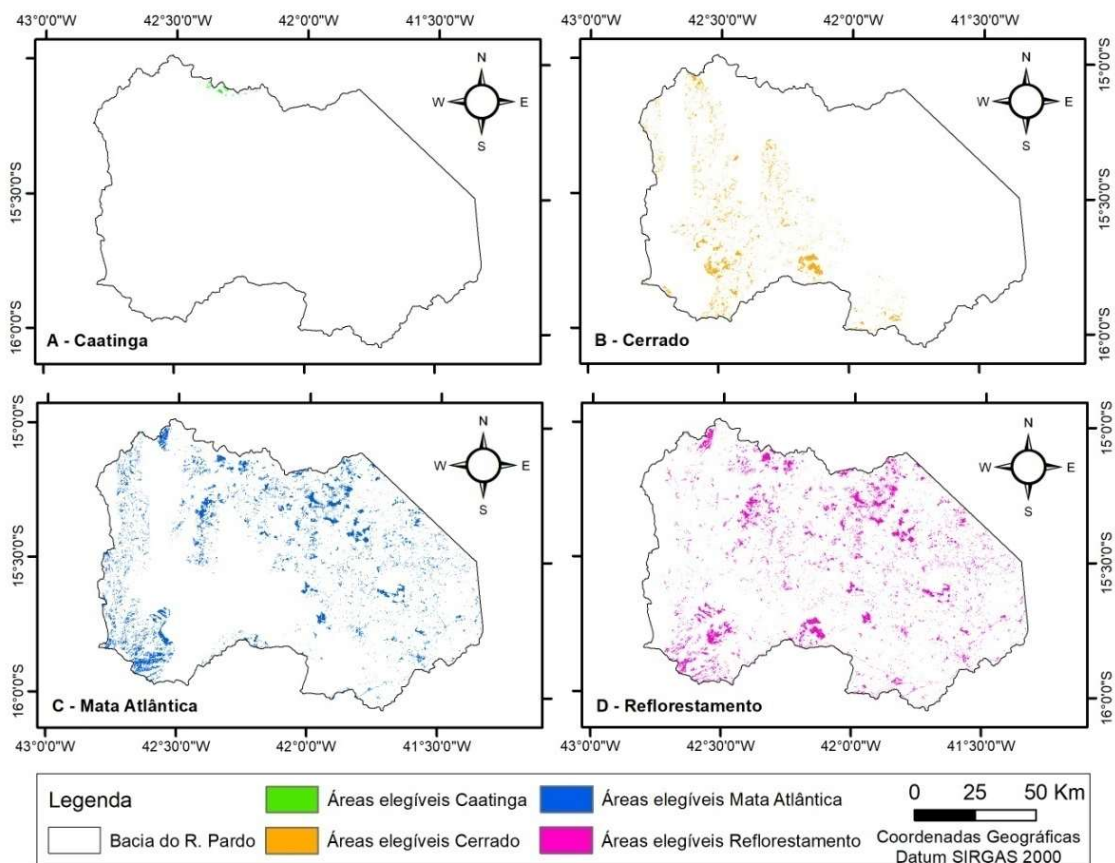 43°0'0"W 42°30'0"W 42°0'0"W 41°30'0"W 43°0'0"W 42°30'0"W 42°0'0"W 41°30'0"W
N
W E
S
15°30'0"S
16°0'0"S
A - Caatinga
N
W E
S
15°0'0"S
15°30'0"S
16°0'0"S
B - Cerrado
N
W E
S
15°0'0"S
15°30'0"S
16°0'0"S
C - Mata Atlântica
N
W E
S
15°0'0"S
15°30'0"S
16°0'0"S
D - Reflorestamento
43°0'0"W 42°30'0"W 42°0'0"W 41°30'0"W 43°0'0"W 42°30'0"W 42°0'0"W 41°30'0"W
Legenda
Bacia do R. Pardo
Áreas elegíveis Caatinga
Áreas elegíveis Cerrado
Áreas elegíveis Mata Atlântica
Áreas elegíveis Reflorestamento
0 25 50 Km
Coordenadas Geográficas
Datum SIRGAS 2000